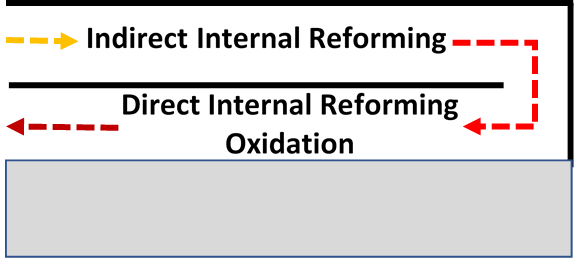 Indirect Internal Reforming
Direct Internal Reforming
Oxidation